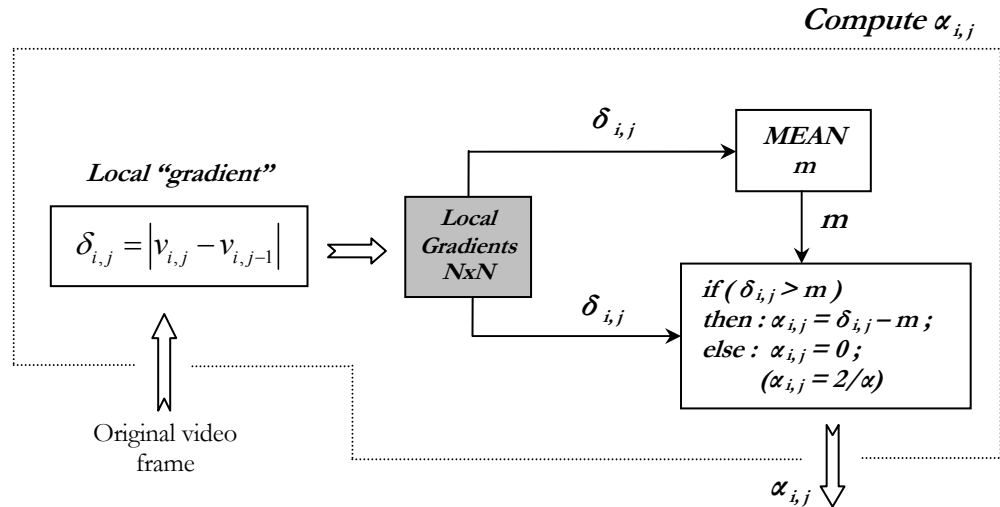 Compute α i,j
δ i,j
MEAN
m
Local “gradient”
m
δ i,j = |v i,j − v i,j−1|
Local
Gradients
NxN
δ i,j
if ( δ i,j > m )
then : α i,j = δ i,j – m ;
else : α i,j = 0 ;
(α i,j = 2/α)
Original video
frame
α i,j